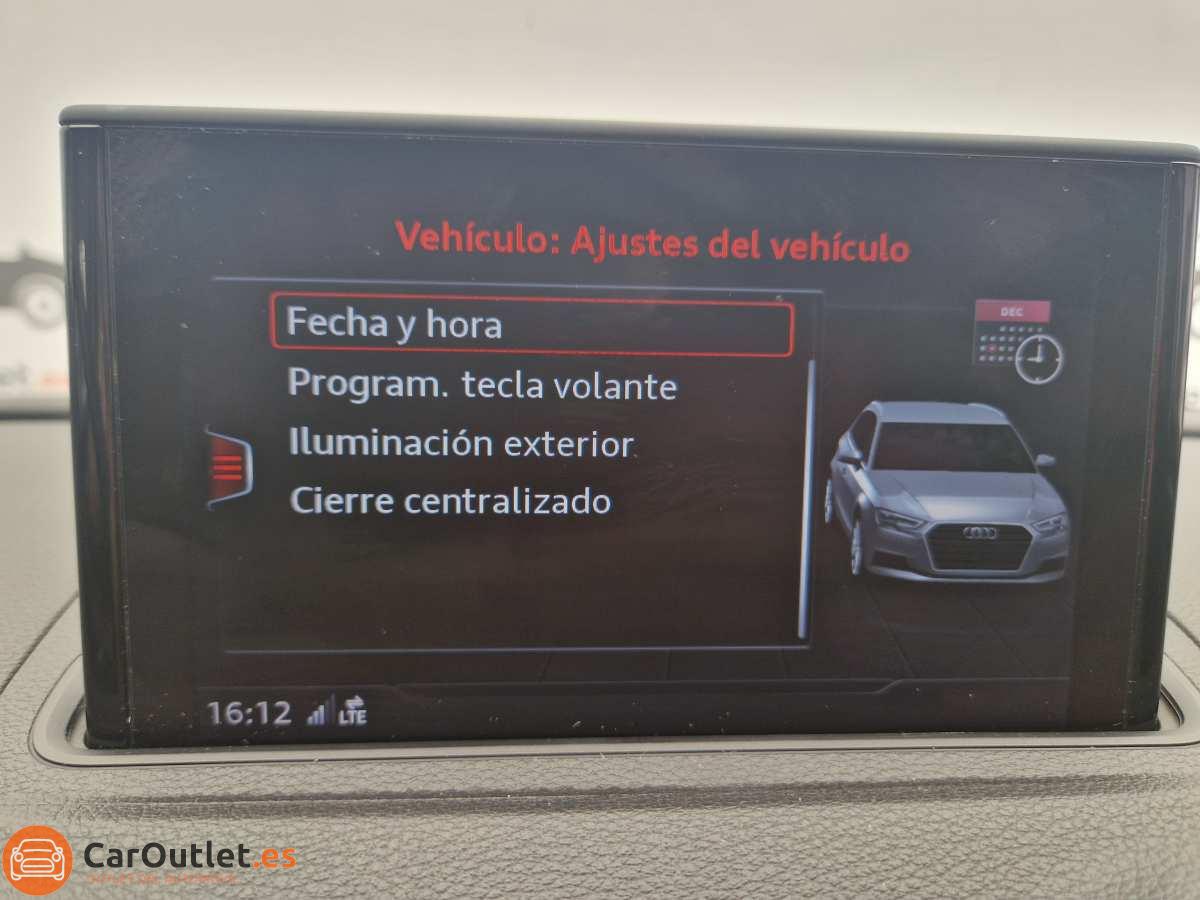 Vehículo: Ajustes del vehículo
Fecha y hora
DEC
Program. tecla volante
Iluminación exterior
Cierre centralizado
16:12 LTE
CarOutlet.es